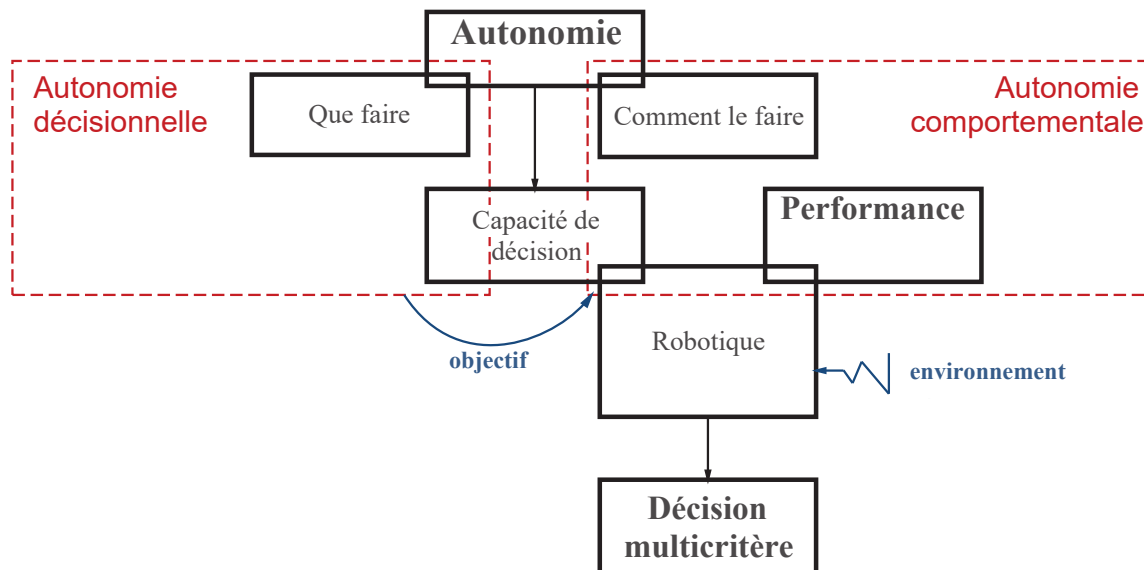 Autonomie
Autonomie
décisionnelle
Que faire
Comment le faire
Autonomie
comportementale
Capacité de
décision
Performance
objectif
Robotique
environnement
Décision
multicritère